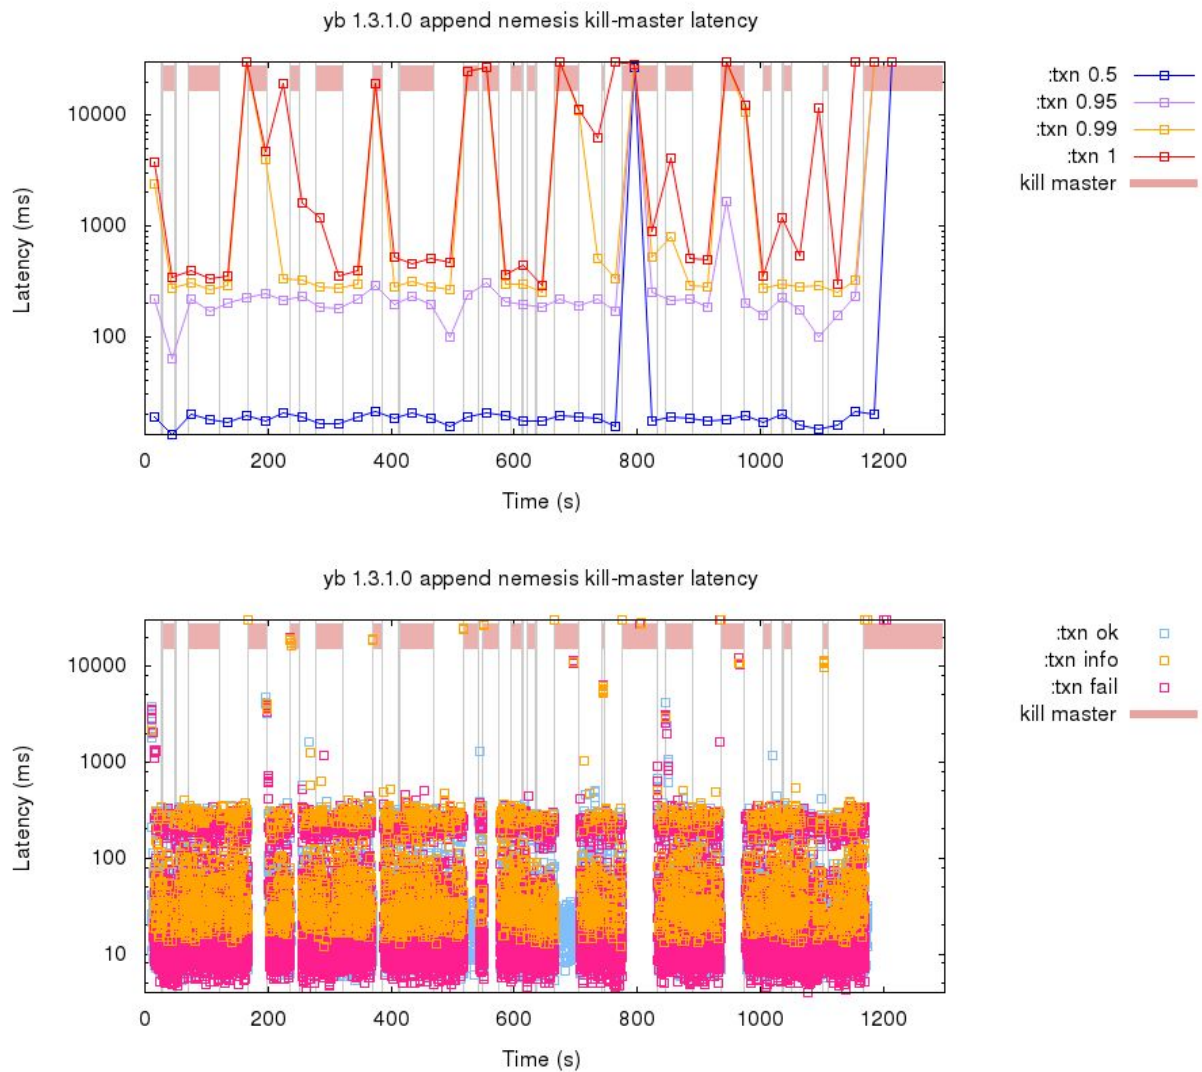 yb 1.3.1.0 append nemesis kill-master latency
:txn 0.5
:txn 0.95
:txn 0.99
:txn 1
kill master
10000
1000
100
Latency (ms)
0 200 400 600 800 1000 1200
Time (s)
yb 1.3.1.0 append nemesis kill-master latency
:txn ok
:txn info
:txn fail
kill master
10000
1000
100
10
Latency (ms)
0 200 400 600 800 1000 1200
Time (s)